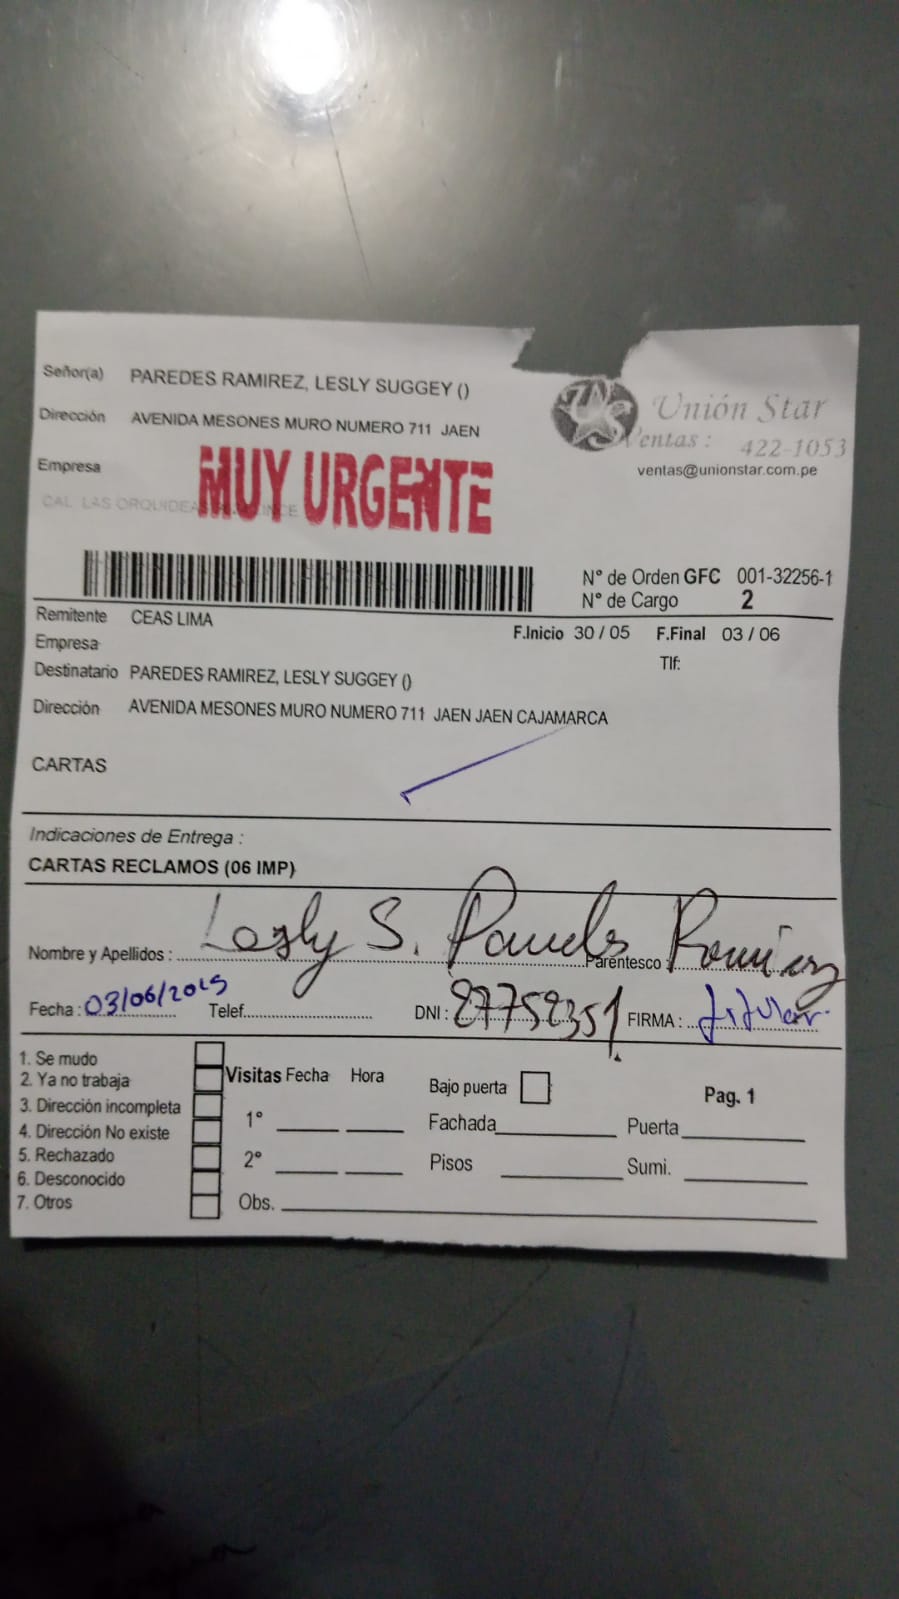 Señor(a) PAREDES RAMIREZ, LESLY SUGGEY ()
Dirección AVENIDA MESONES MURO NUMERO 711 JAEN
Unión Star
Ventas : 422-1053
ventas@unionstar.com.pe
Empresa
MUY URGENTE
CAL. LAS ORQUIDEAS
N° de Orden GFC 001-32256-1
N° de Cargo 2
Remitente CEAS LIMA
F.Inicio 30 / 05 F.Final 03 / 06
Empresa
Tlf:
Destinatario PAREDES RAMIREZ, LESLY SUGGEY ()
Dirección AVENIDA MESONES MURO NUMERO 711 JAEN JAEN CAJAMARCA
CARTAS
Indicaciones de Entrega :
CARTAS RECLAMOS (06 IMP)
Nombre y Apellidos : Lesly S. Paredes Parentesco : Ramirez
Fecha : 03/06/2025 Telef. DNI : 27752351 FIRMA : titular
1. Se mudo
2. Ya no trabaja
3. Dirección incompleta
4. Dirección No existe
5. Rechazado
6. Desconocido
7. Otros
Visitas Fecha Hora
1°
2°
Obs.
Bajo puerta
Pag. 1
Fachada Puerta
Pisos Sumi.